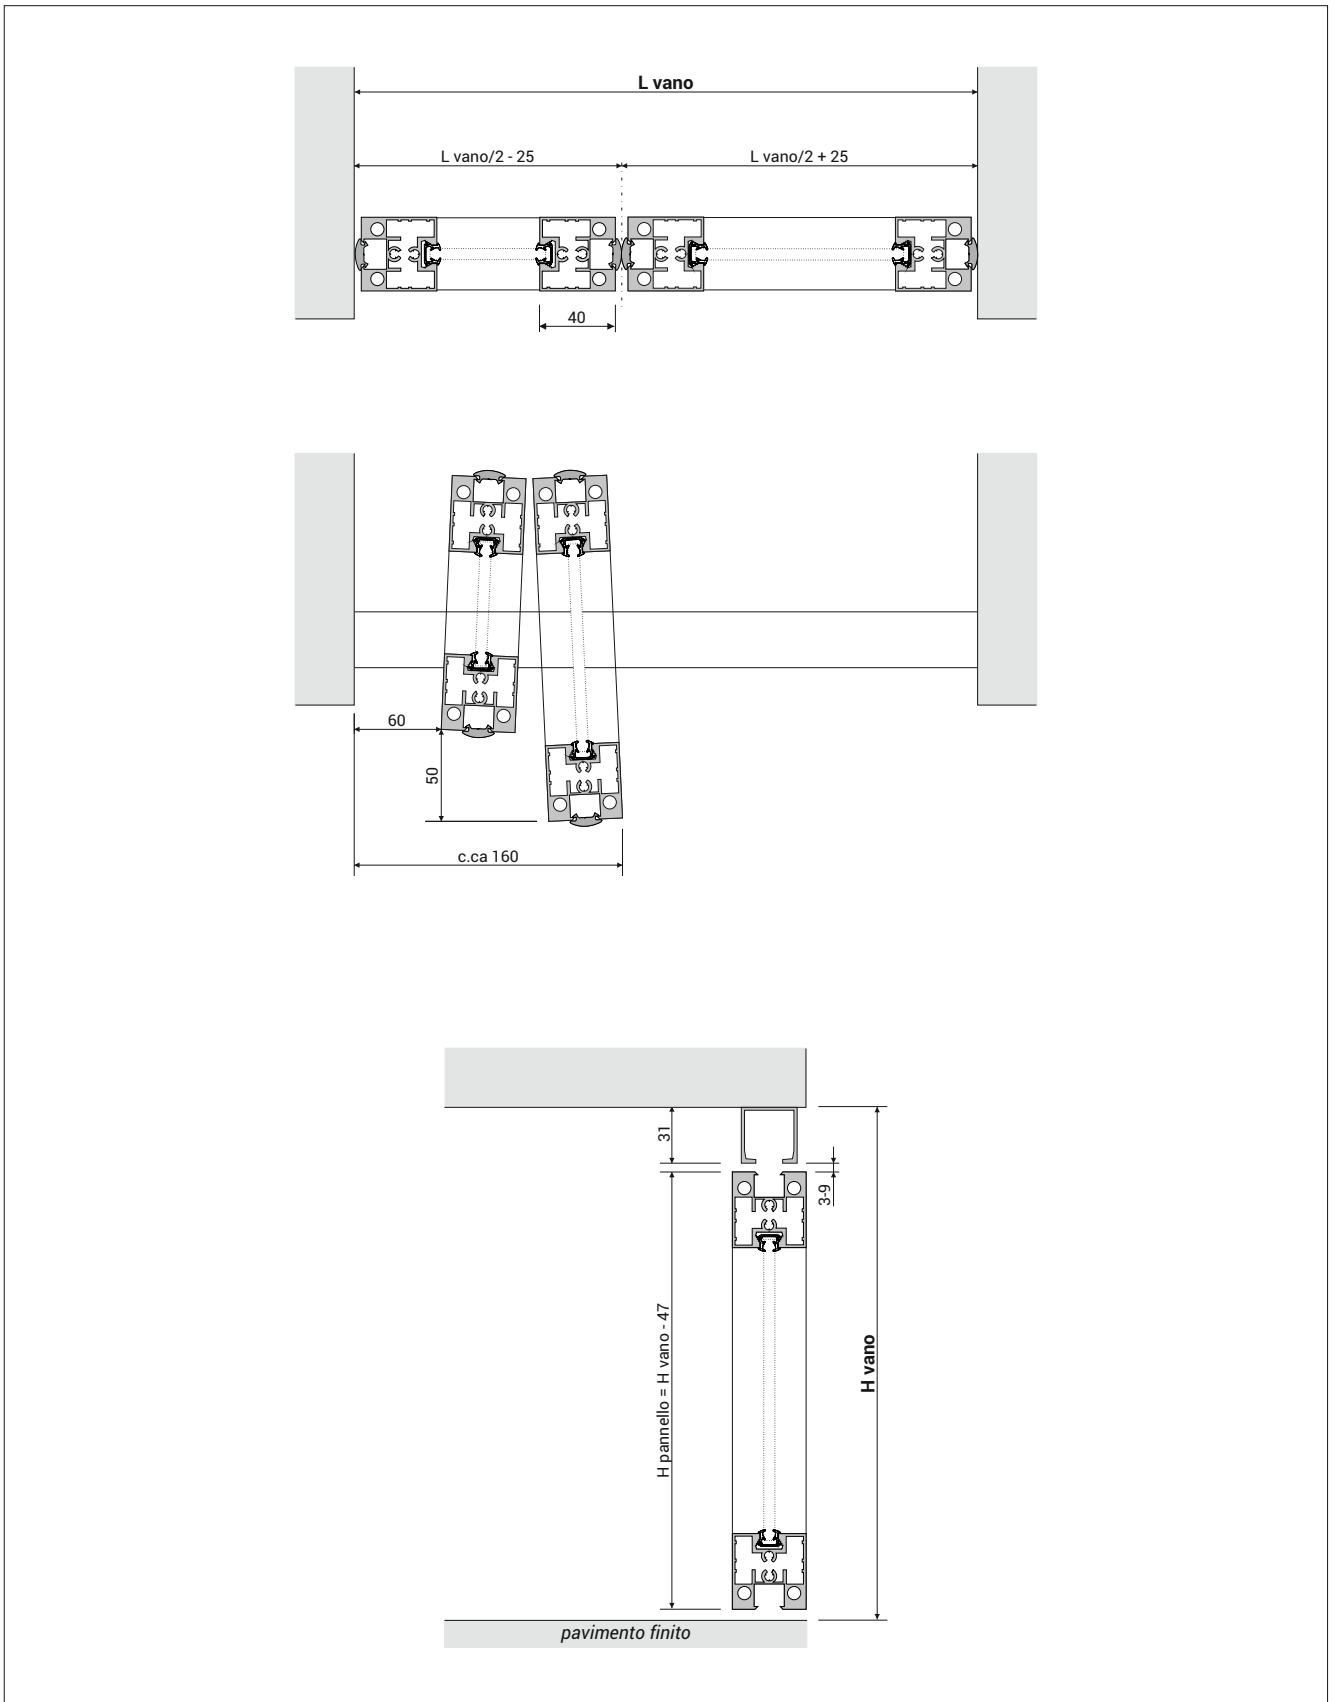 L vano
L vano/2 - 25
L vano/2 + 25
40
60
50
c.ca 160
31
3-9
H pannello = H vano - 47
H vano
pavimento finito